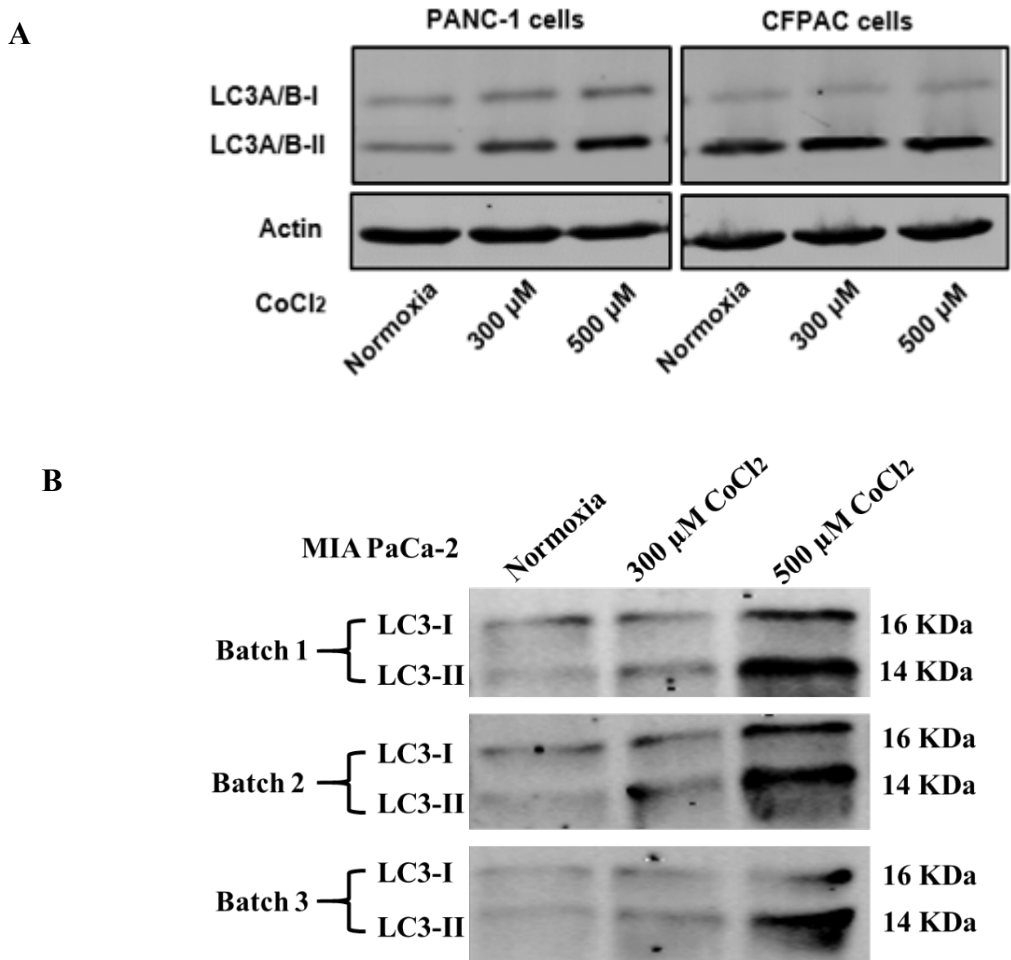 A
PANC-1 cells CFPAC cells
LC3A/B-I
LC3A/B-II
Actin
CoCl2
Normoxia 300 µM 500 µM Normoxia 300 µM 500 µM
B
MIA PaCa-2
Normoxia 300 µM CoCl2 500 µM CoCl2
Batch 1 LC3-I 16 KDa
LC3-II 14 KDa
Batch 2 LC3-I 16 KDa
LC3-II 14 KDa
Batch 3 LC3-I 16 KDa
LC3-II 14 KDa